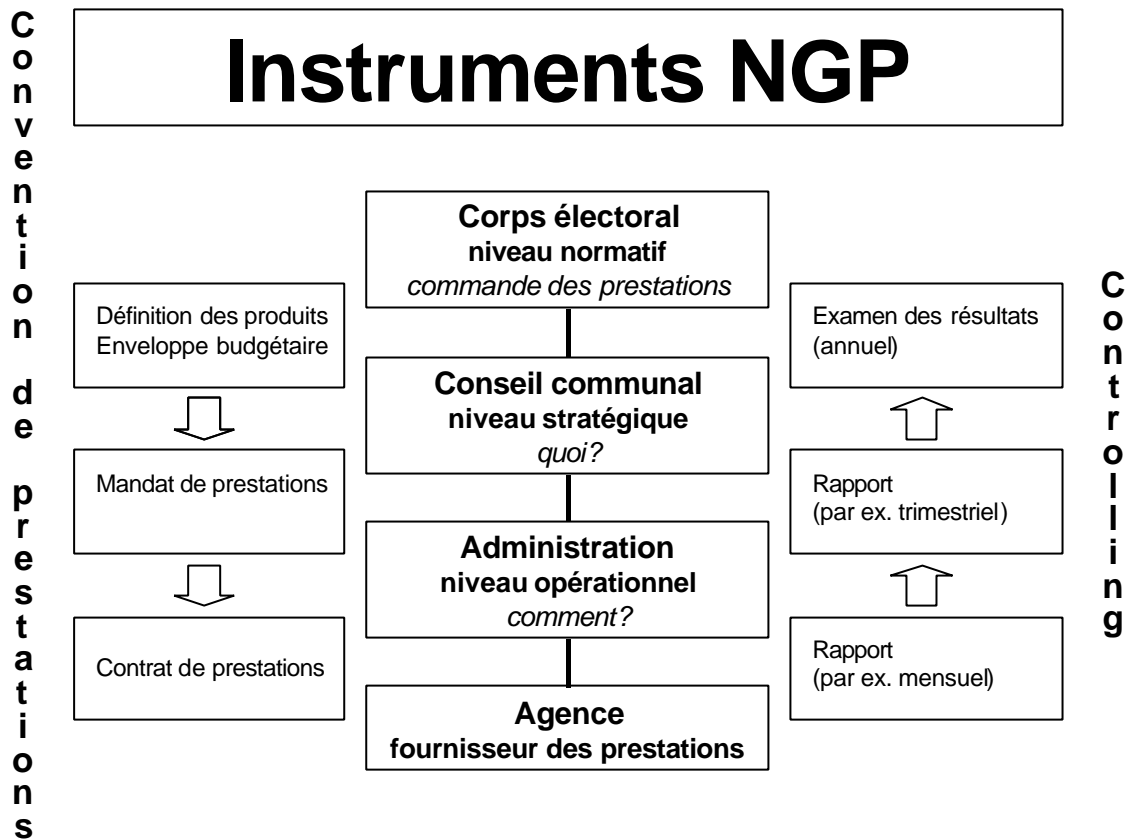 Convention de prestations
Instruments NGP
Définition des produits
Enveloppe budgétaire
Mandat de prestations
Contrat de prestations
Corps électoral
niveau normatif
commande des prestations
Conseil communal
niveau stratégique
quoi?
Administration
niveau opérationnel
comment?
Agence
fournisseur des prestations
Examen des résultats
(annuel)
Rapport
(par ex. trimestriel)
Rapport
(par ex. mensuel)
Controlling